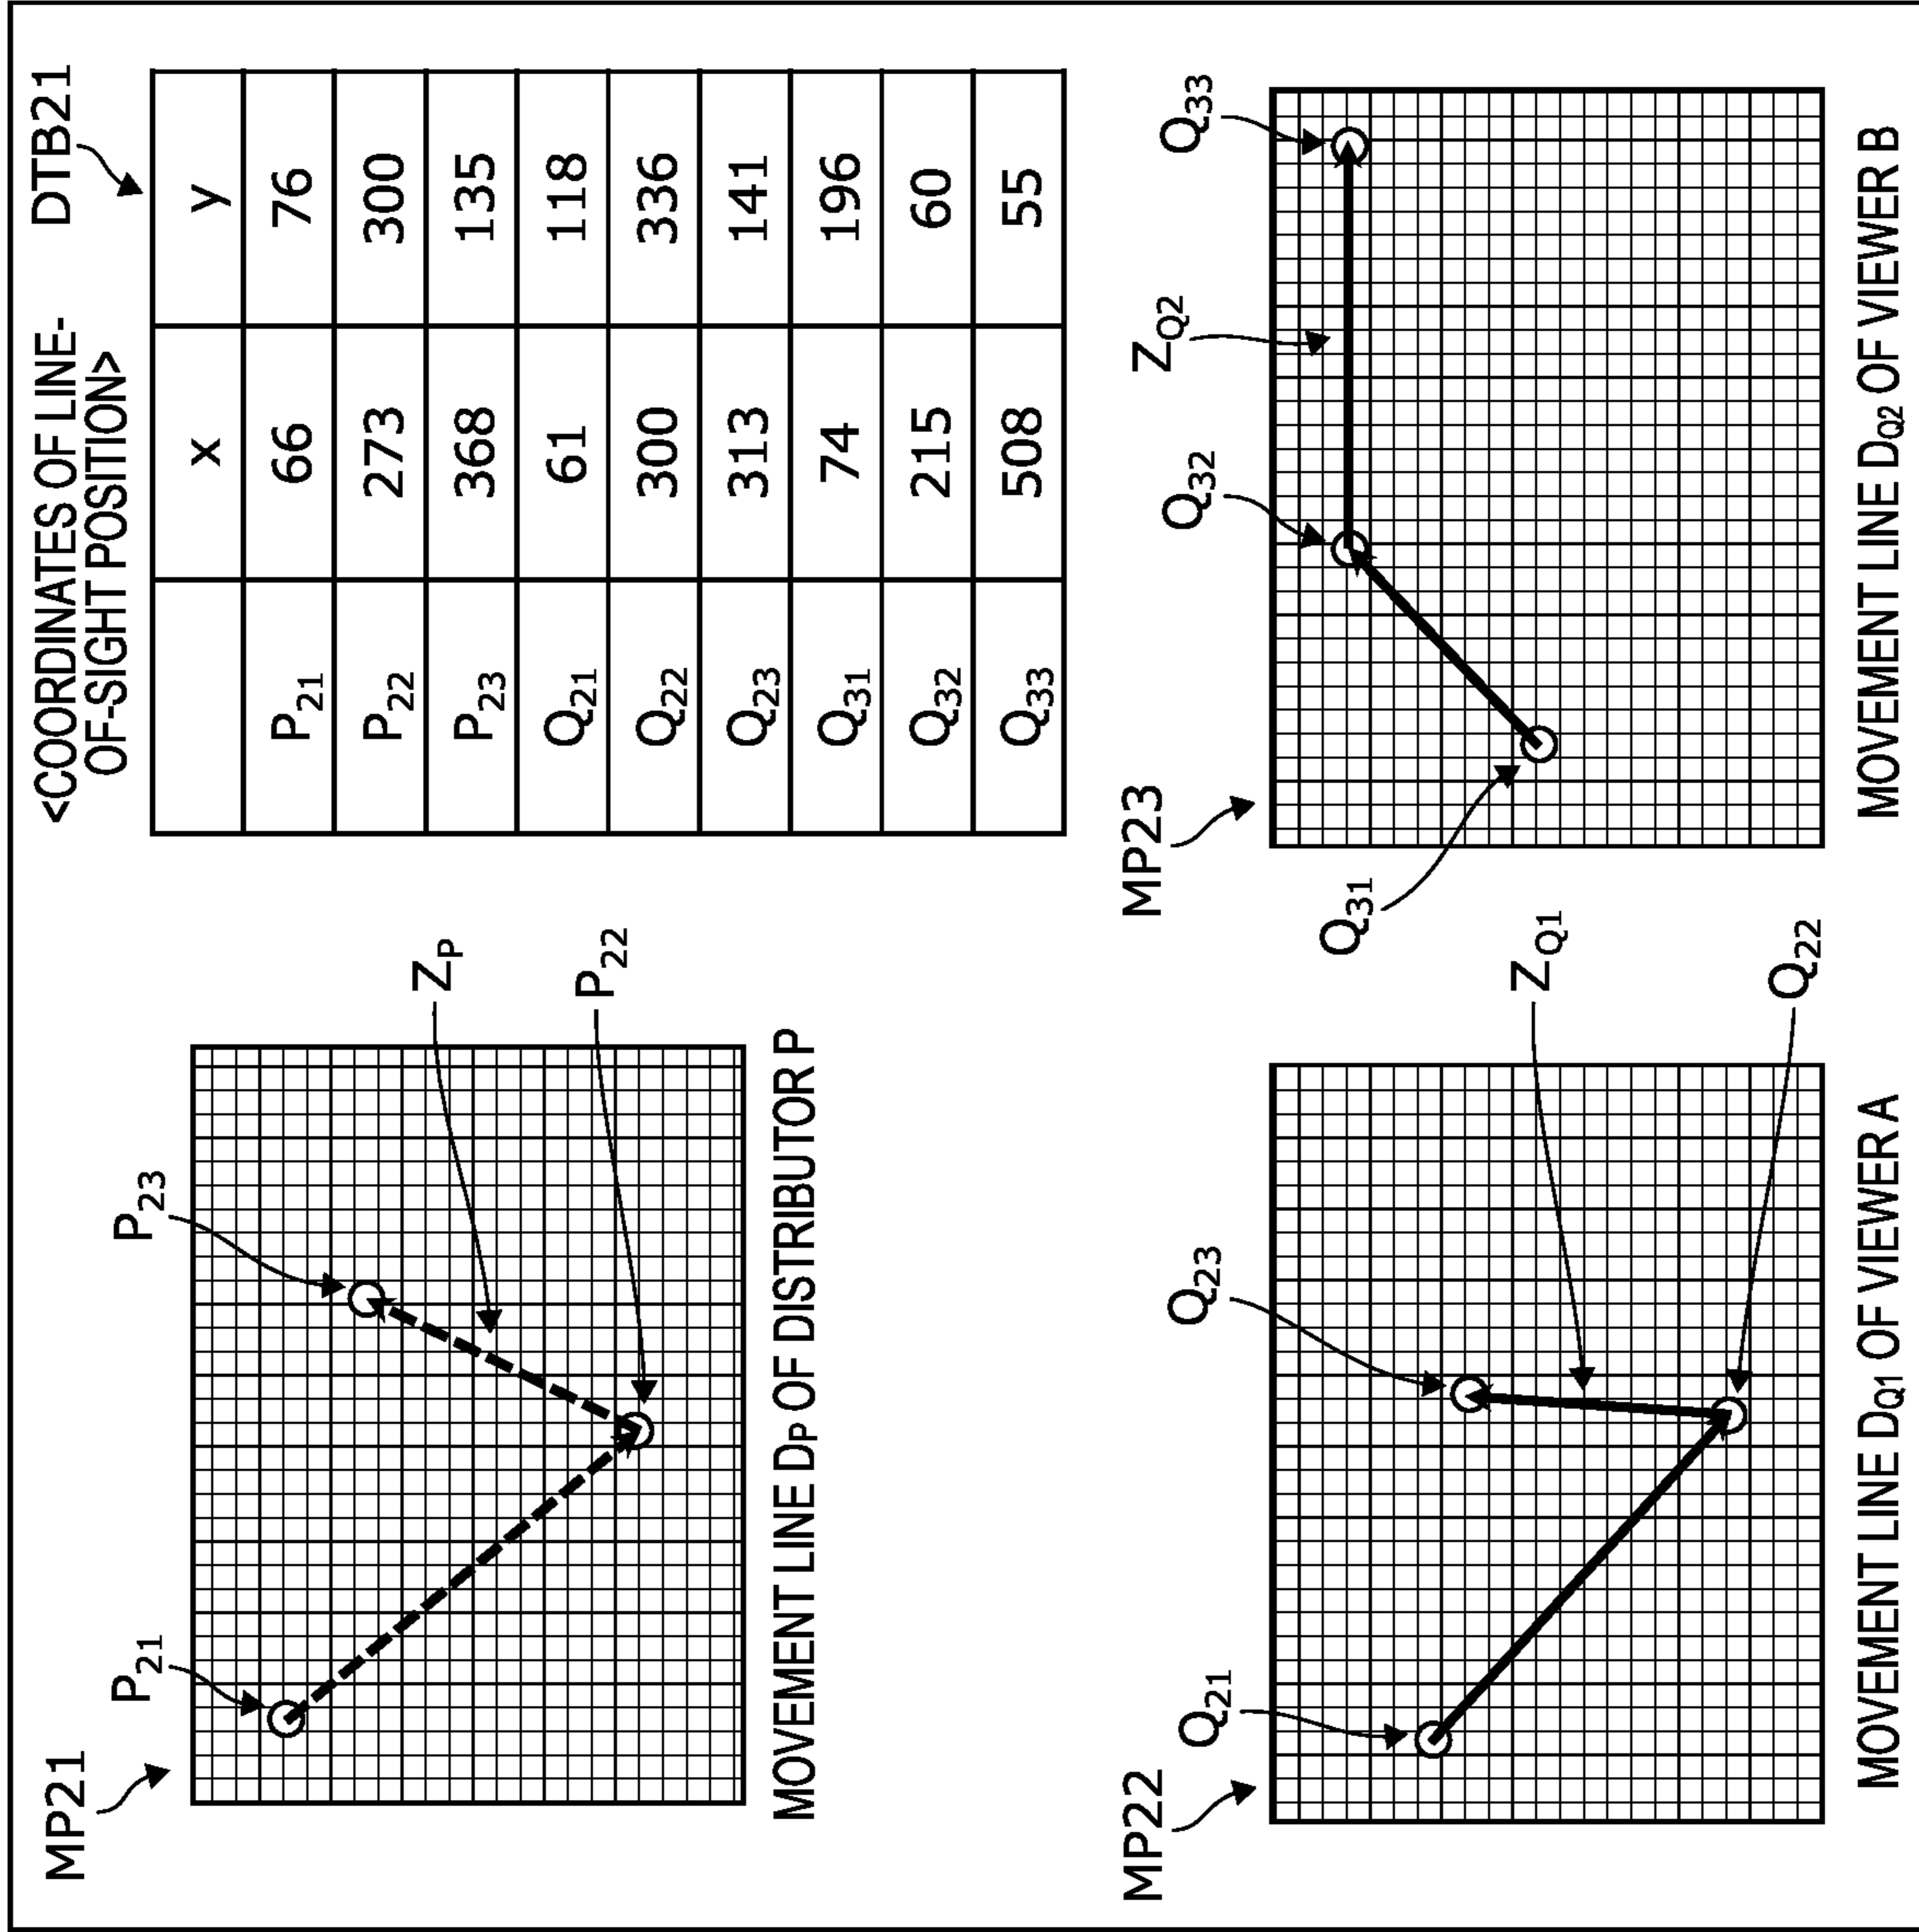 MP21
P21
P23
ZP
P22
MOVEMENT LINE DP OF DISTRIBUTOR P
<COORDINATES OF LINE-
OF-SIGHT POSITION>
DTB21
x y
P21 66 76
P22 273 300
P23 368 135
Q21 61 118
Q22 300 336
Q23 313 141
Q31 74 196
Q32 215 60
Q33 508 55
MP22
Q21
Q23
ZQ1
Q22
MOVEMENT LINE DQ1 OF VIEWER A
MP23
Q31
Q32
ZQ2
Q33
MOVEMENT LINE DQ2 OF VIEWER B